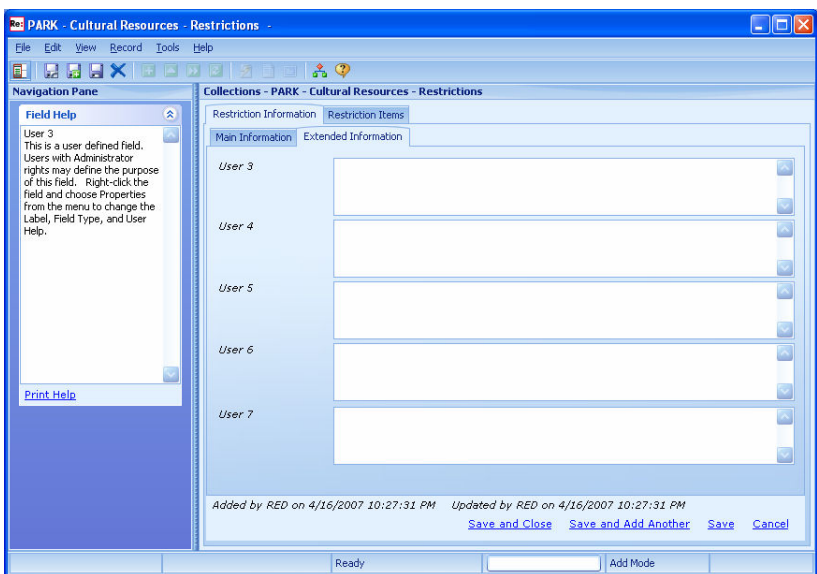 Re: PARK - Cultural Resources - Restrictions -
File Edit View Record Tools Help
Navigation Pane
Collections - PARK - Cultural Resources - Restrictions
Field Help
User 3
This is a user defined field.
Users with Administrator
rights may define the purpose
of this field. Right-click the
field and choose Properties
from the menu to change the
Label, Field Type, and User
Help.
Print Help
Restriction Information Restriction Items
Main Information Extended Information
User 3
User 4
User 5
User 6
User 7
Added by RED on 4/16/2007 10:27:31 PM Updated by RED on 4/16/2007 10:27:31 PM
Save and Close Save and Add Another Save Cancel
Ready Add Mode